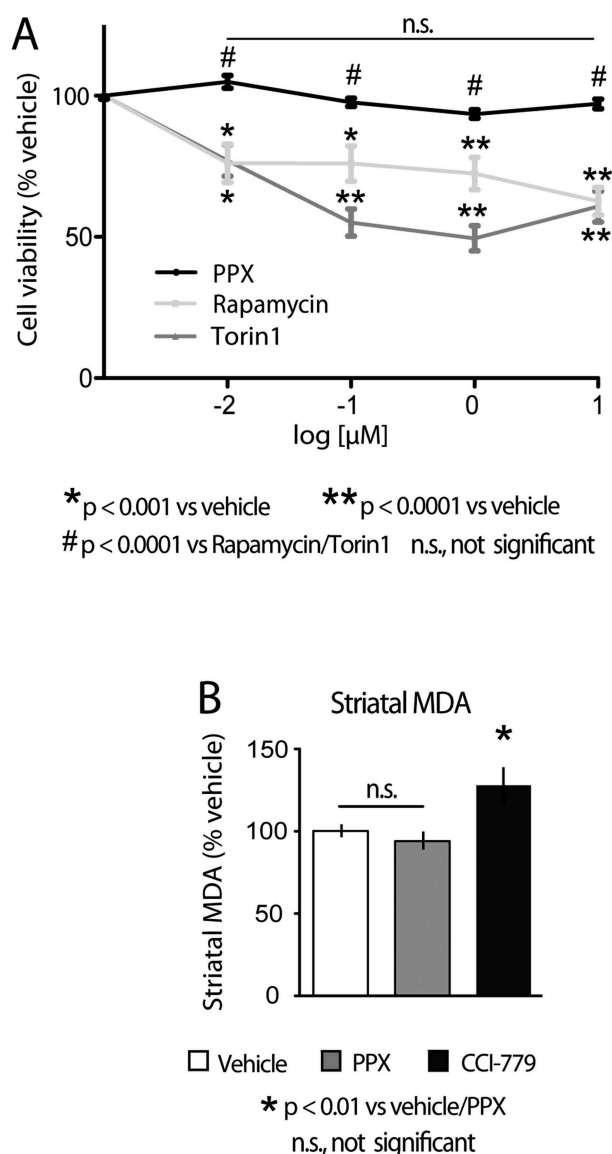 A
n.s.
Cell viability (% vehicle)
# # # #
100
* * ** **
* ** ** **
50
PPX
Rapamycin
Torin1
0
-2 -1 0 1
log [µM]
* p < 0.001 vs vehicle ** p < 0.0001 vs vehicle
# p < 0.0001 vs Rapamycin/Torin1 n.s., not significant
B
Striatal MDA
Striatal MDA (% vehicle)
150
*
n.s.
100
50
0
Vehicle PPX CCI-779
* p < 0.01 vs vehicle/PPX
n.s., not significant